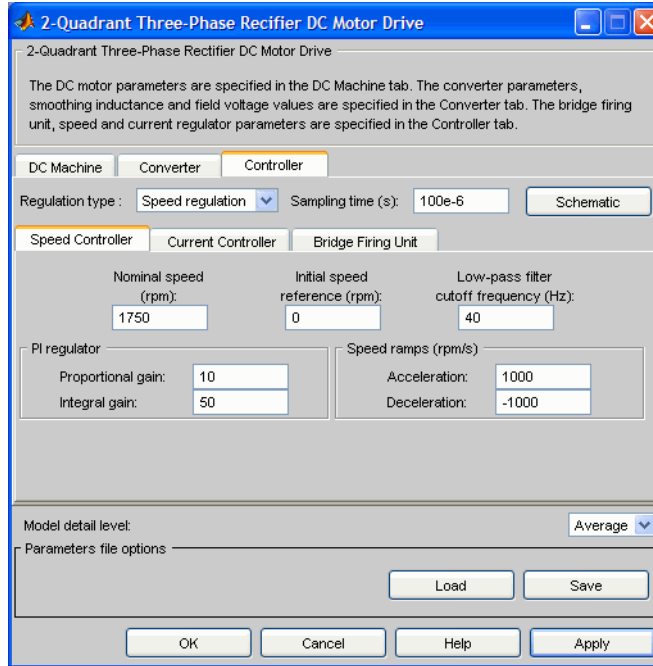 2-Quadrant Three-Phase Recifier DC Motor Drive
2-Quadrant Three-Phase Recifier DC Motor Drive
The DC motor parameters are specified in the DC Machine tab. The converter parameters,
smoothing inductance and field voltage values are specified in the Converter tab. The bridge firing
unit, speed and current regulator parameters are specified in the Controller tab.
DC Machine Converter Controller
Regulation type : Speed regulation Sampling time (s): 100e-6 Schematic
Speed Controller Current Controller Bridge Firing Unit
Nominal speed Initial speed Low-pass filter
(rpm): reference (rpm): cutoff frequency (Hz):
1750 0 40
PI regulator Speed ramps (rpm/s)
Proportional gain: 10 Acceleration: 1000
Integral gain: 50 Deceleration: -1000
Model detail level: Average
Parameters file options
Load Save
OK Cancel Help Apply